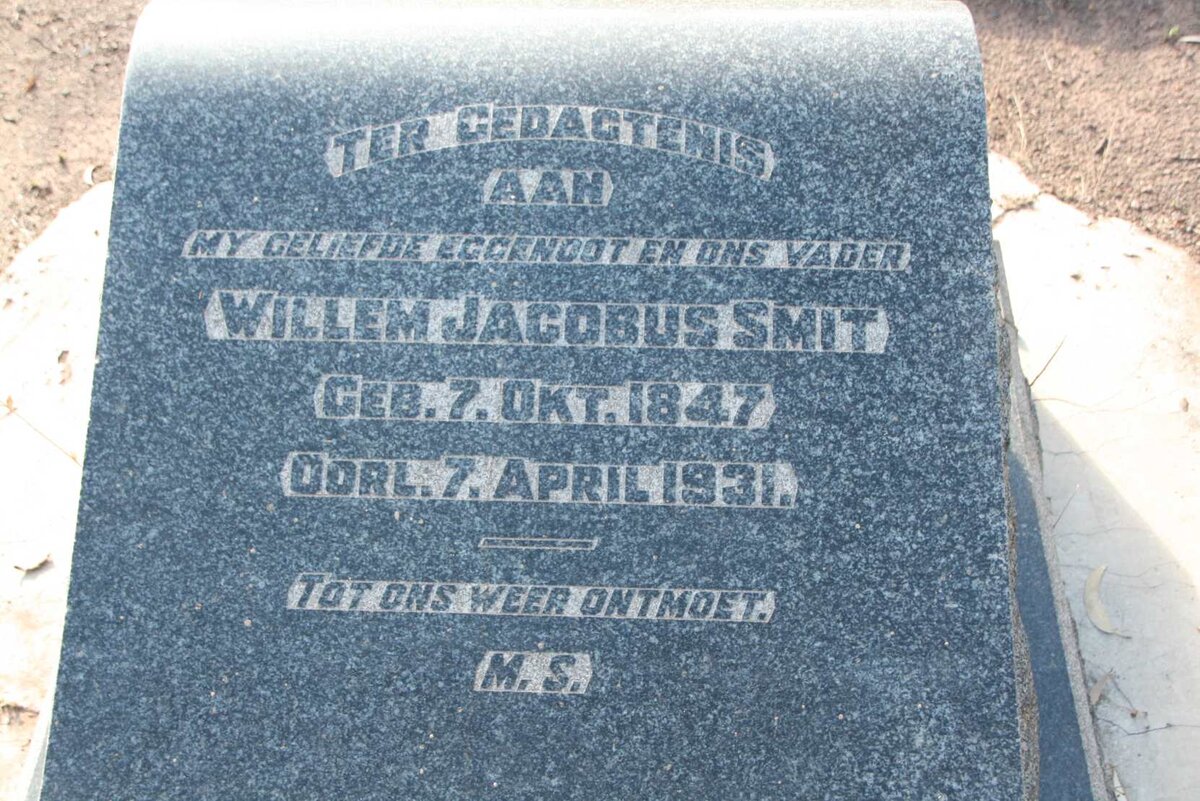 TER GEDAGTENIS
AAN
MY GELIEFDE EGGENOOT EN ONS VADER
WILLEM JACOBUS SMIT
GEB. 7. OKT. 1847
OORL. 7. APRIL 1931.
TOT ONS WEER ONTMOET.
M. S.